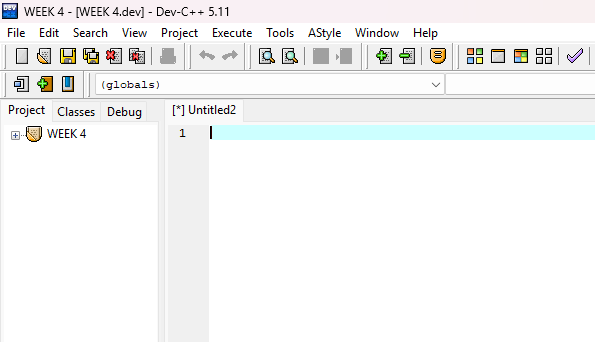 WEEK 4 - [WEEK 4.dev] - Dev-C++ 5.11
File Edit Search View Project Execute Tools AStyle Window Help
(globals)
Project Classes Debug [*] Untitled2
WEEK 4 1